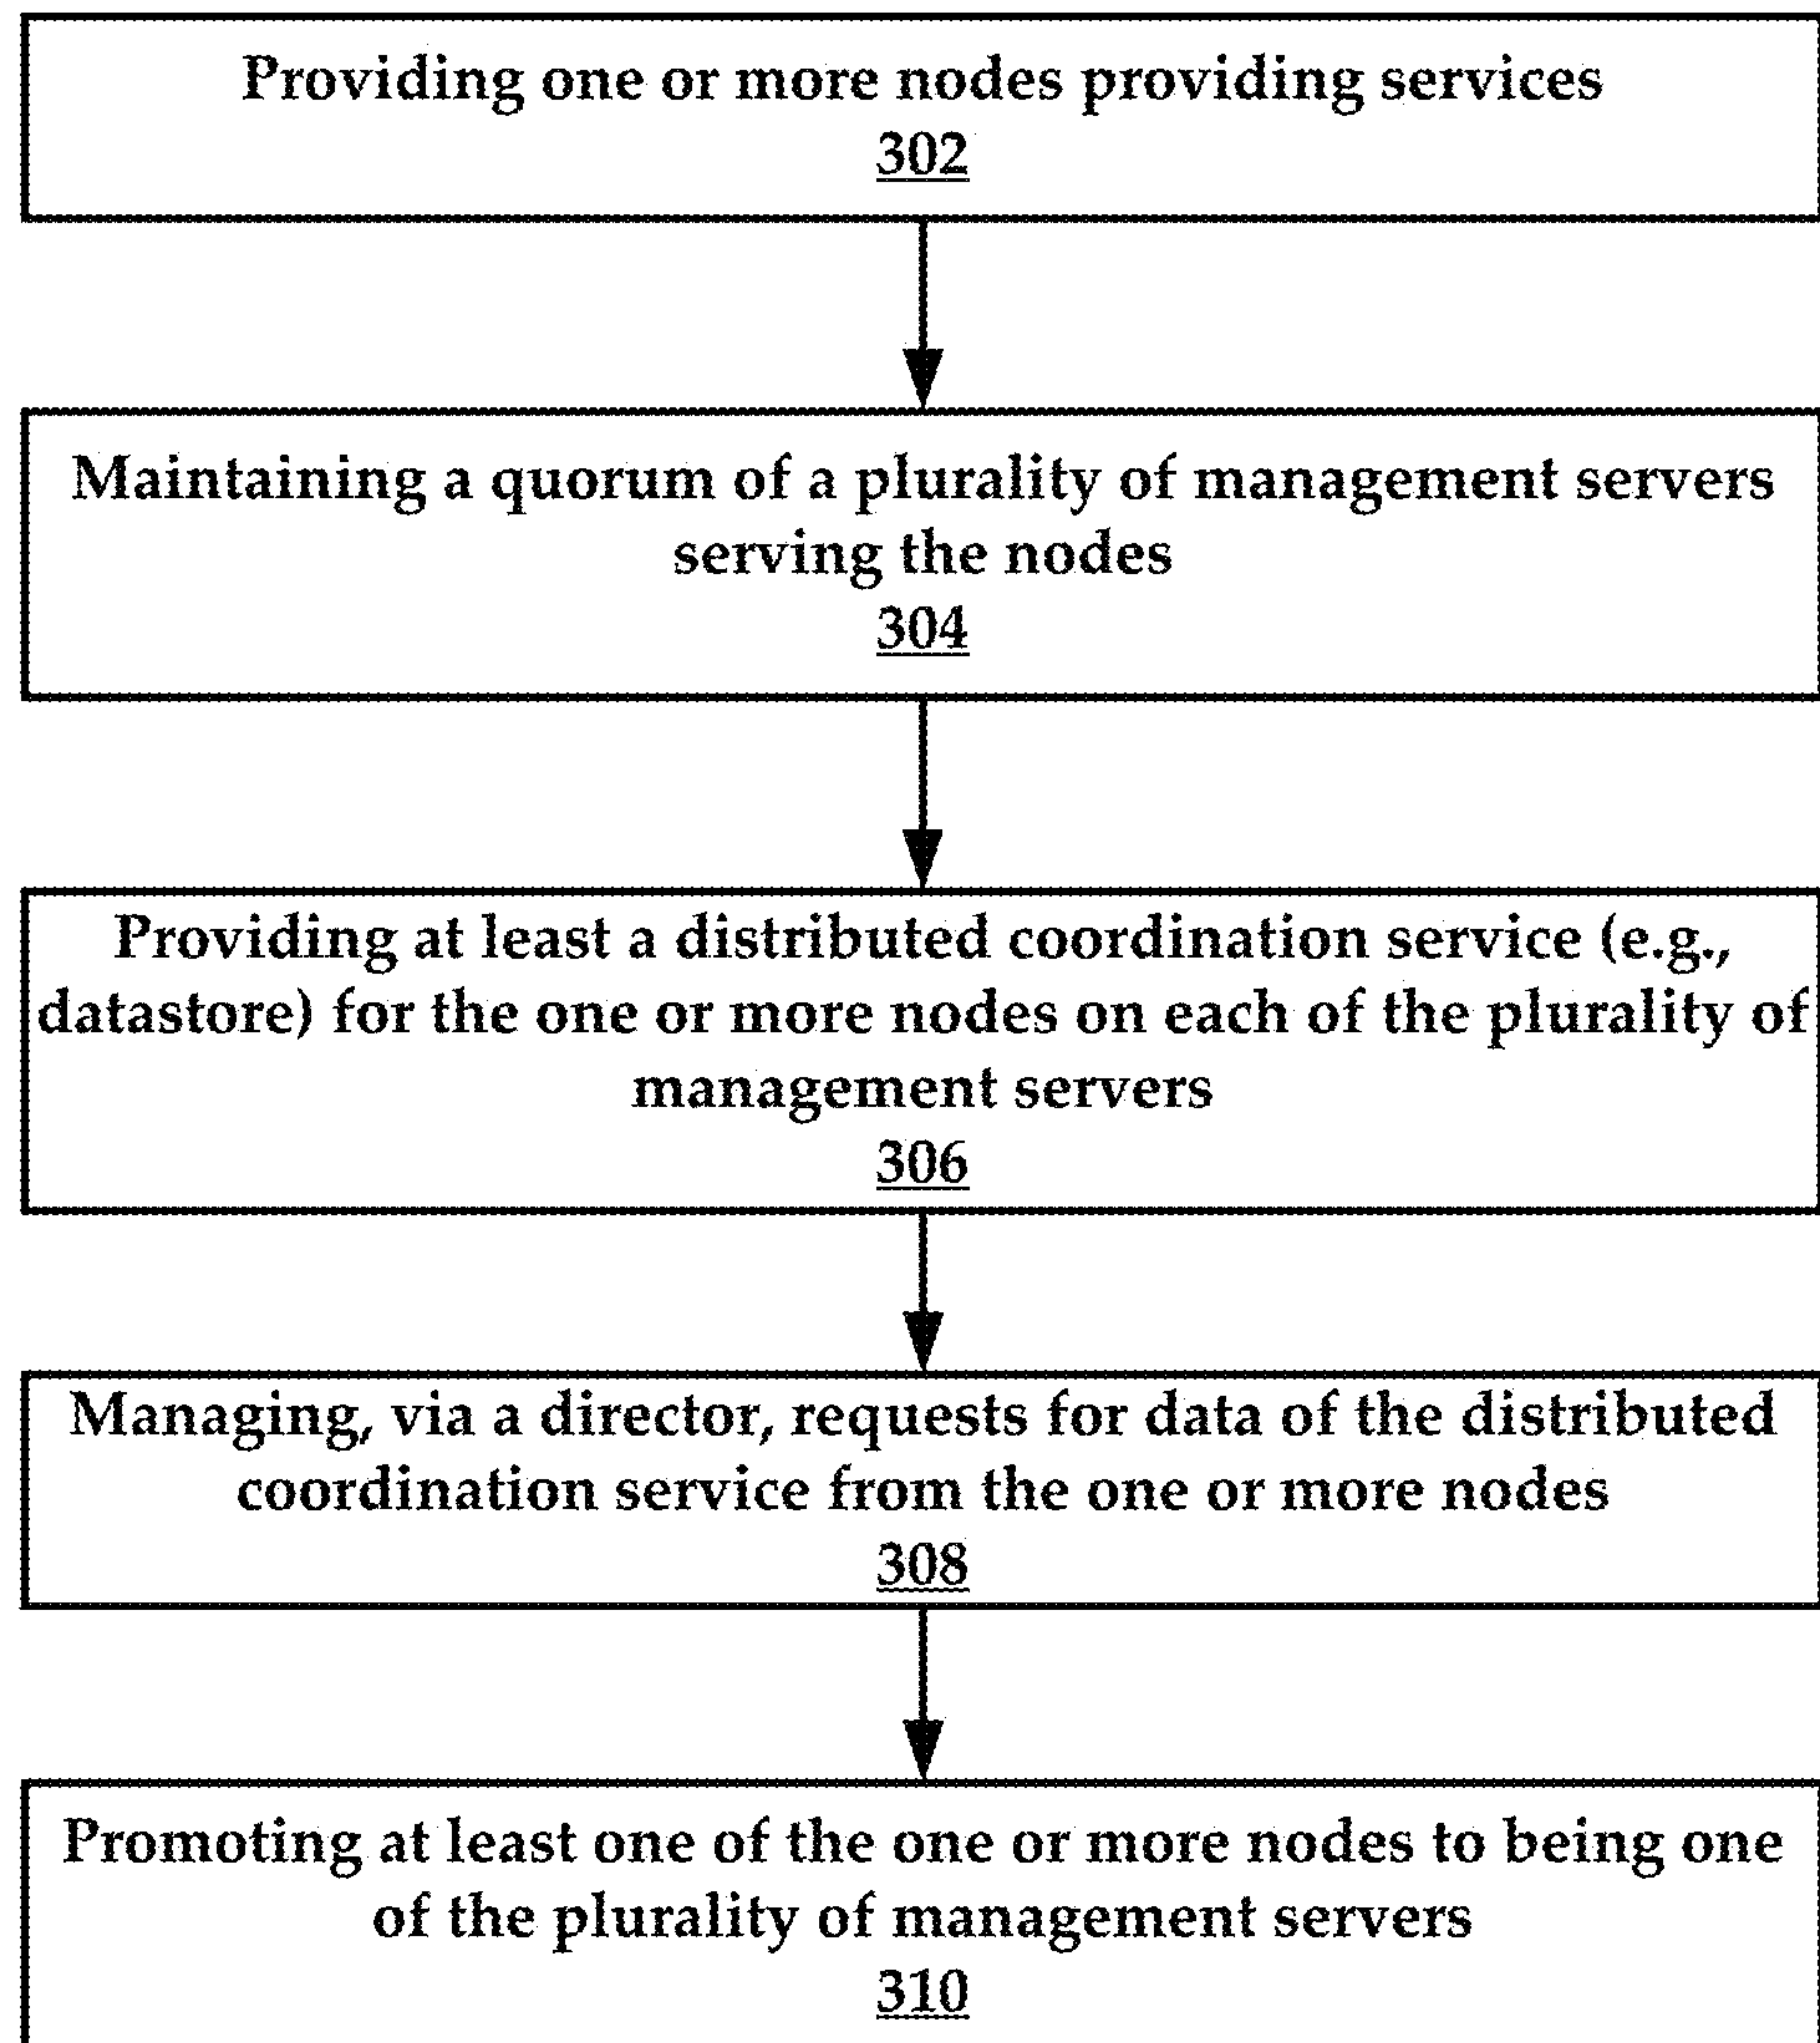 Providing one or more nodes providing services
302
Maintaining a quorum of a plurality of management servers
serving the nodes
304
Providing at least a distributed coordination service (e.g.,
datastore) for the one or more nodes on each of the plurality of
management servers
306
Managing, via a director, requests for data of the distributed
coordination service from the one or more nodes
308
Promoting at least one of the one or more nodes to being one
of the plurality of management servers
310